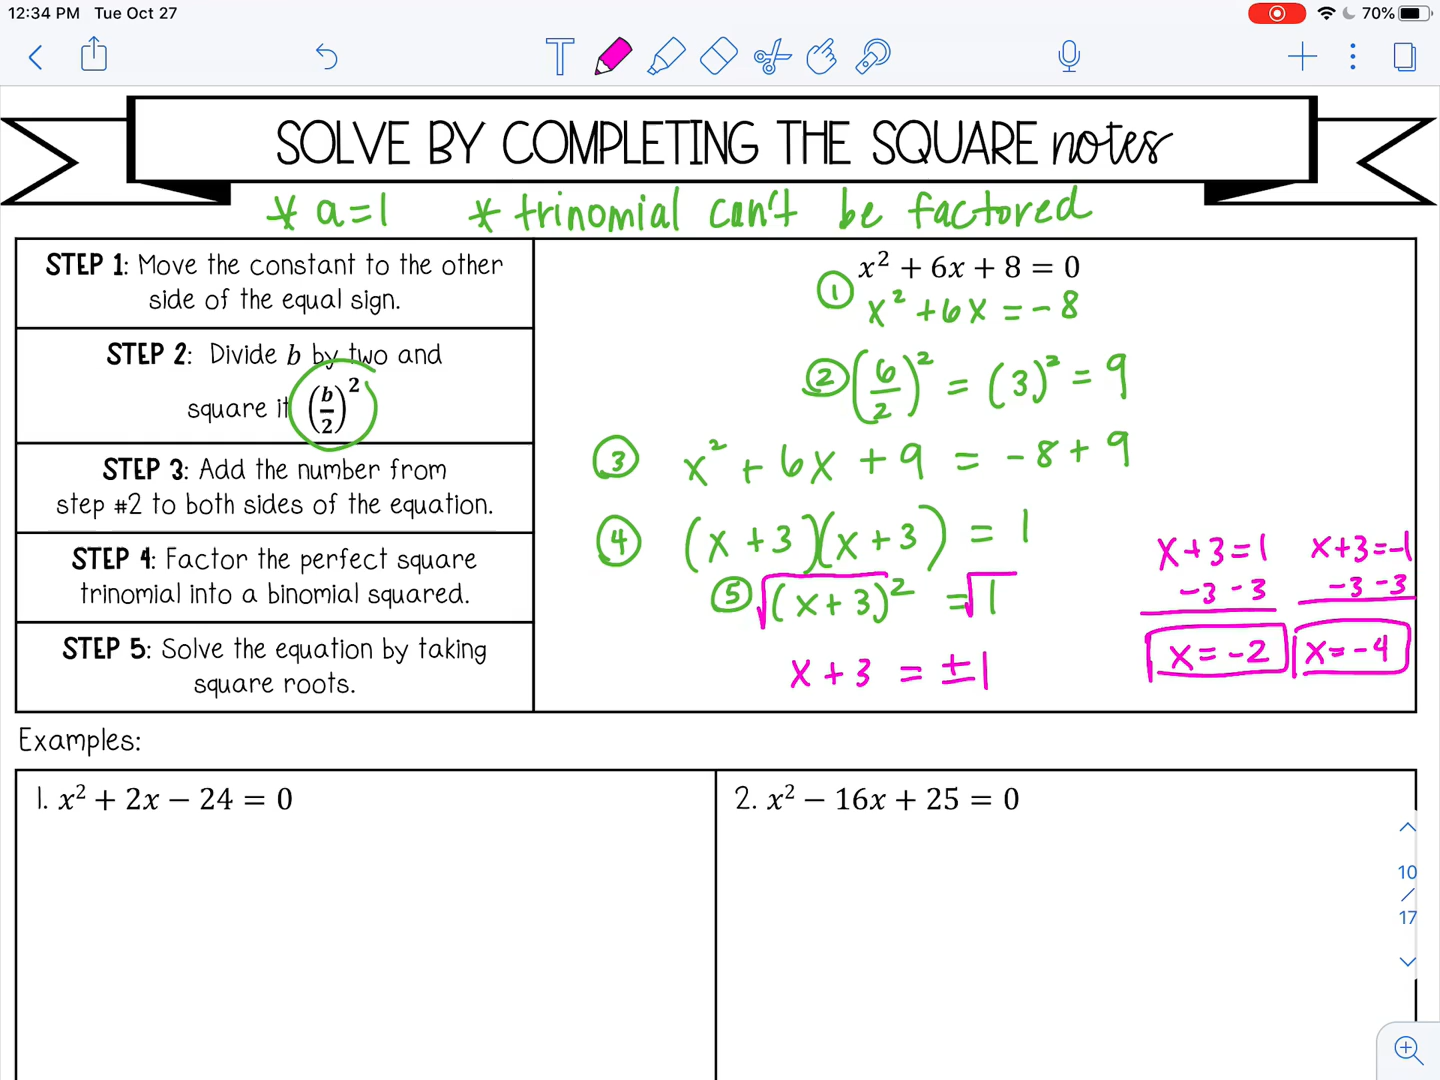 12:34 PM Tue Oct 27
70%
SOLVE BY COMPLETING THE SQUARE notes
* a=1 * trinomial can't be factored
STEP 1: Move the constant to the other
side of the equal sign.
STEP 2: Divide b by two and
square it (b/2)²
STEP 3: Add the number from
step #2 to both sides of the equation.
STEP 4: Factor the perfect square
trinomial into a binomial squared.
STEP 5: Solve the equation by taking
square roots.
x² + 6x + 8 = 0
① x² + 6x = -8
② (6/2)² = (3)² = 9
③ x² + 6x + 9 = -8 + 9
④ (x + 3)(x + 3) = 1
⑤ √(x + 3)² = √1
x + 3 = ±1
x+3=1
-3 -3
x = -2
x+3=-1
-3 -3
x = -4
Examples:
1. x² + 2x − 24 = 0
2. x² − 16x + 25 = 0
10
/
17